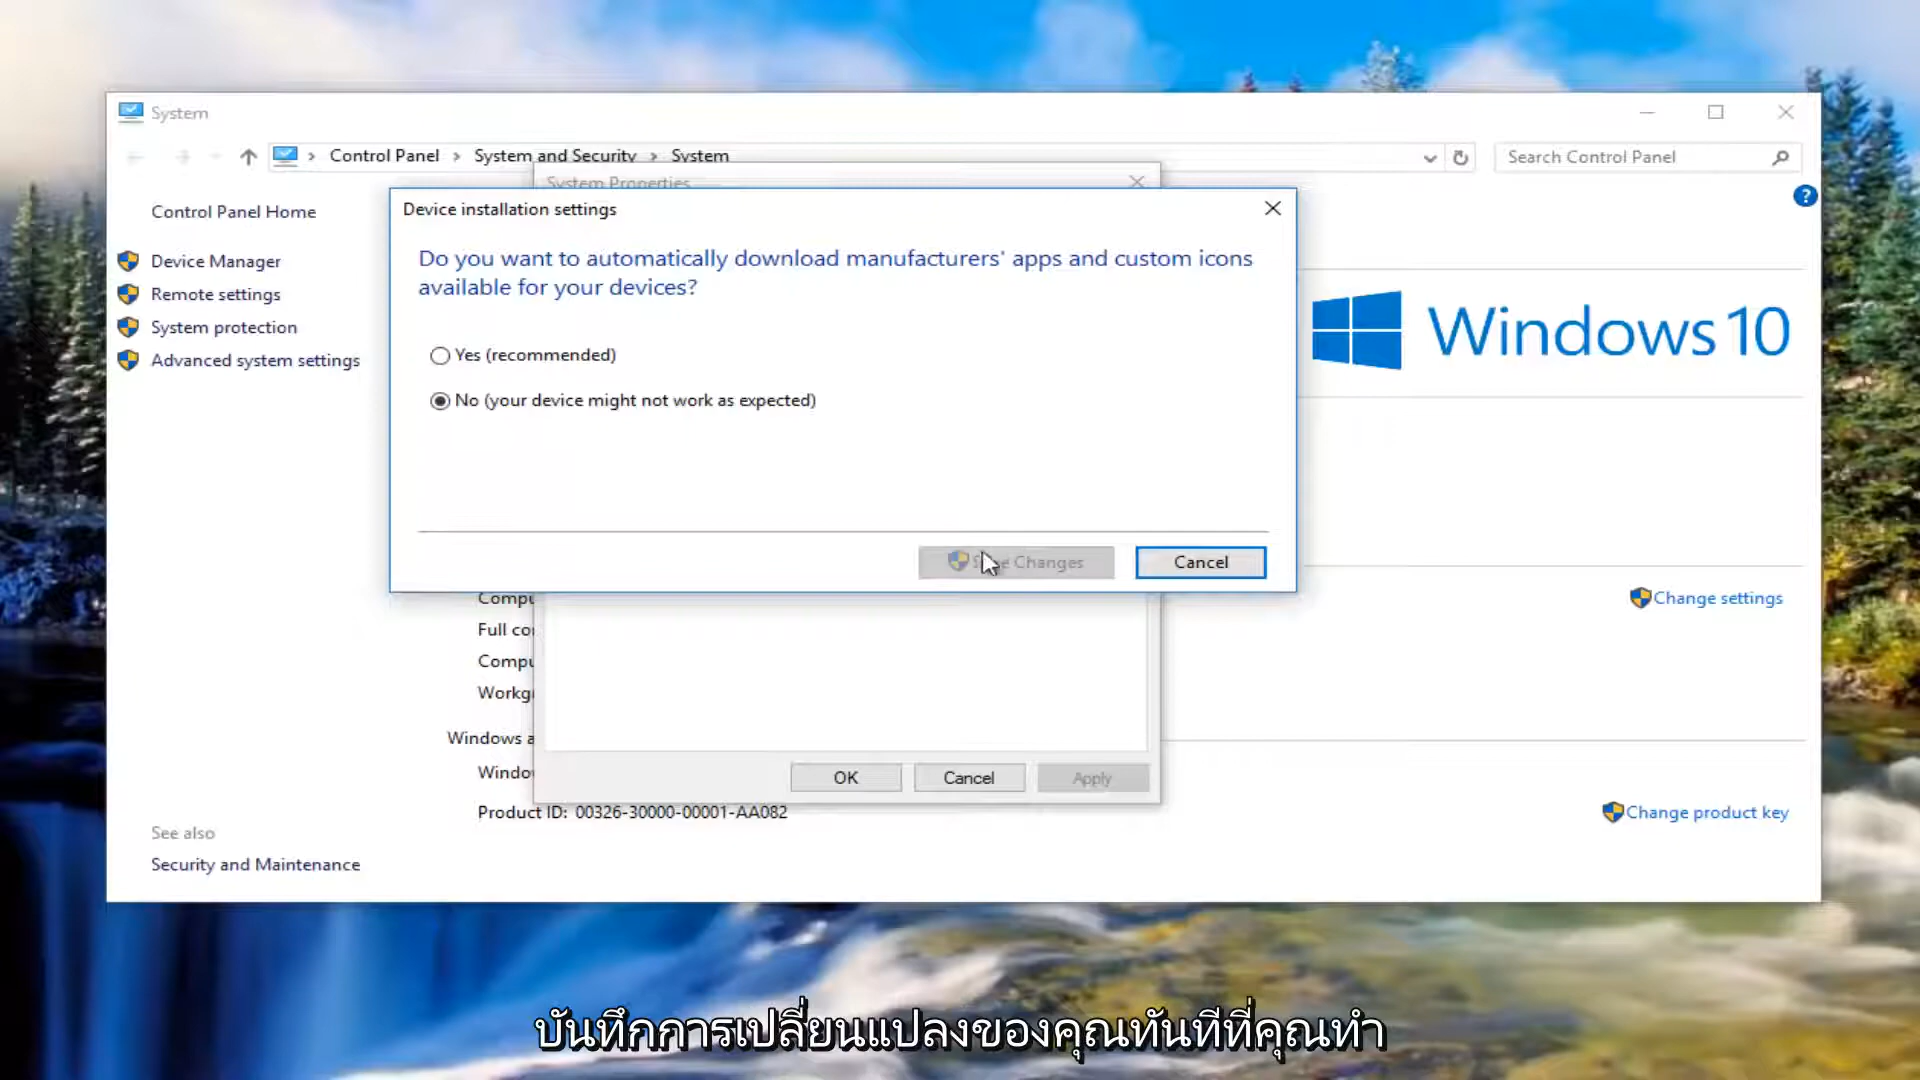 System
Control Panel > System and Security > System
Search Control Panel
System Properties
Control Panel Home
Device Manager
Remote settings
System protection
Advanced system settings
Device installation settings
Do you want to automatically download manufacturers' apps and custom icons
available for your devices?
Yes (recommended)
No (your device might not work as expected)
Changes
Cancel
?
Windows 10
Compu
Full co
Compu
Workg
Windows a
Windo
Change settings
OK
Cancel
Apply
Product ID: 00326-30000-00001-AA082
Change product key
See also
Security and Maintenance
บันทึกการเปลี่ยนแปลงของคุณทันทีที่คุณทำ